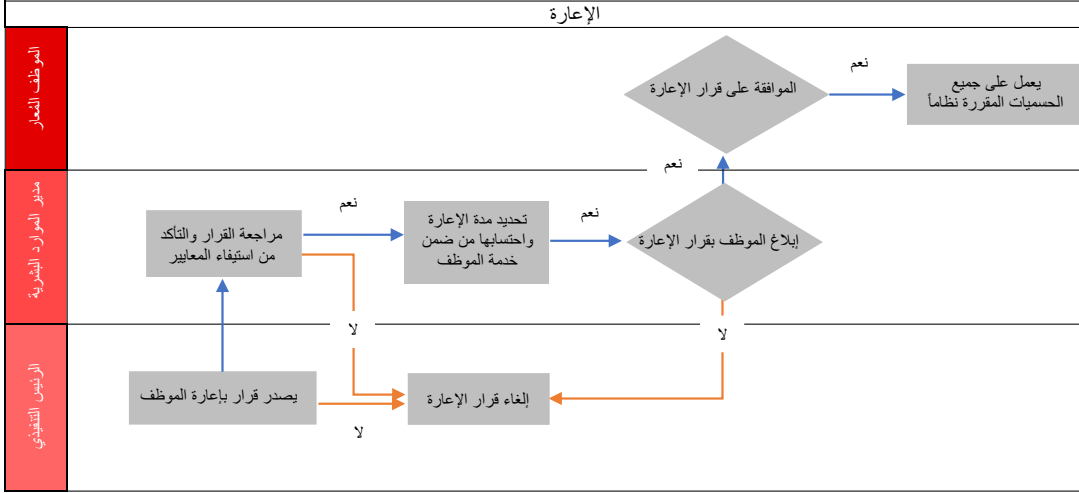 الإعارة
الموظف المُعار
الموافقة على قرار الإعارة
نعم
يعمل على جميع
الحسميات المقررة نظاماً
نعم
مدير الموارد البشرية
مراجعة القرار والتأكد
من استيفاء المعايير
نعم
تحديد مدة الإعارة
واحتسابها من ضمن
خدمة الموظف
نعم
إبلاغ الموظف بقرار الإعارة
لا
لا
الرئيس التنفيذي
يصدر قرار بإعارة الموظف
لا
إلغاء قرار الإعارة